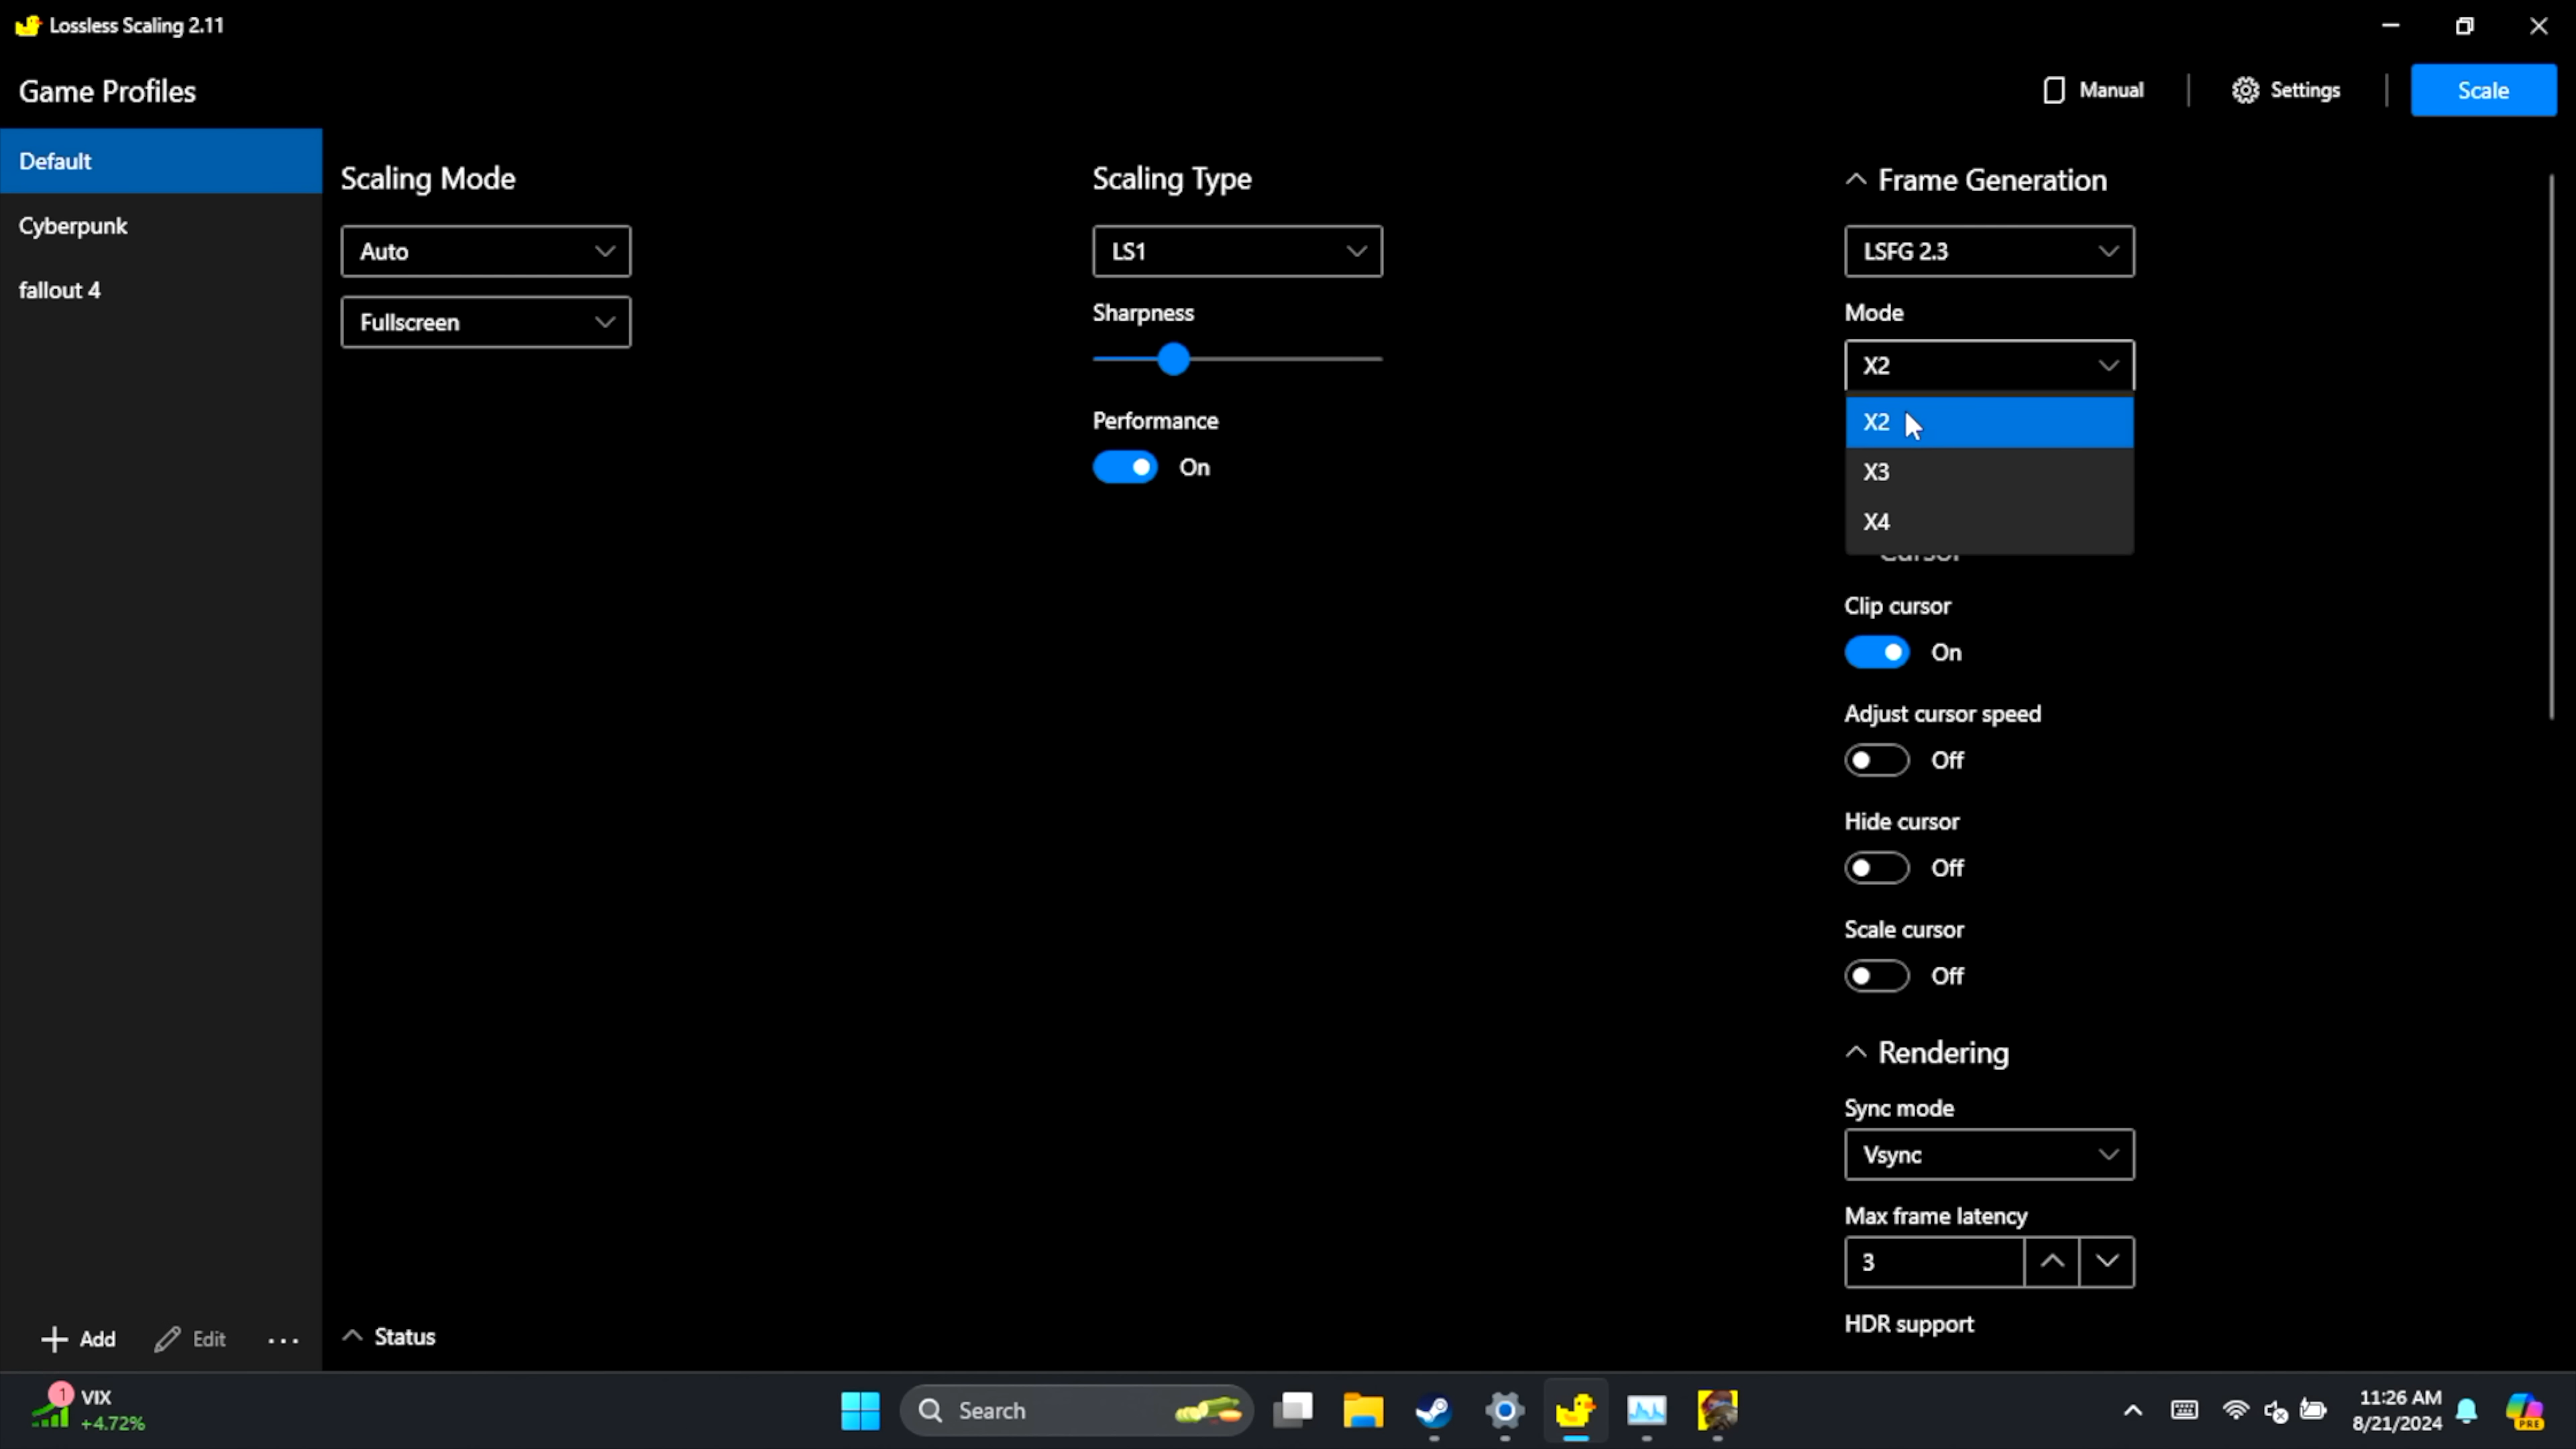 Lossless Scaling 2.11
Game Profiles
Manual
Settings
Scale
Default
Cyberpunk
fallout 4
Scaling Mode
Auto
Fullscreen
Scaling Type
LS1
Sharpness
Performance
On
Frame Generation
LSFG 2.3
Mode
X2
X2
X3
X4
Cursor
Clip cursor
On
Adjust cursor speed
Off
Hide cursor
Off
Scale cursor
Off
Rendering
Sync mode
Vsync
Max frame latency
3
HDR support
Add
Edit
Status
1
VIX
+4.72%
Search
11:26 AM
8/21/2024
PRE